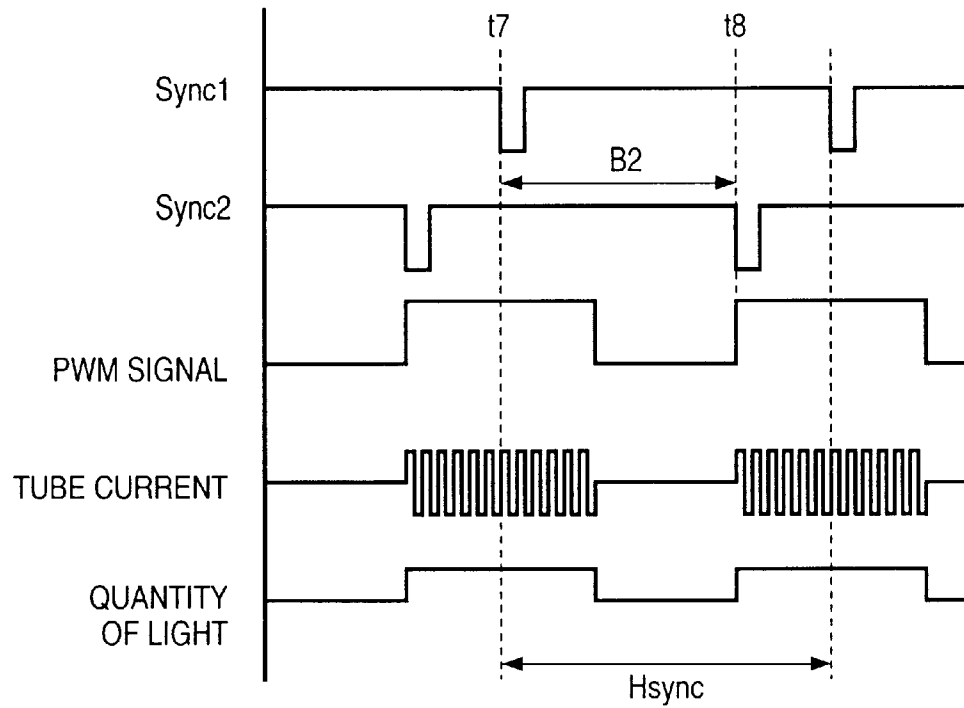 t7 t8
Sync1
B2
Sync2
PWM SIGNAL
TUBE CURRENT
QUANTITY
OF LIGHT
Hsync